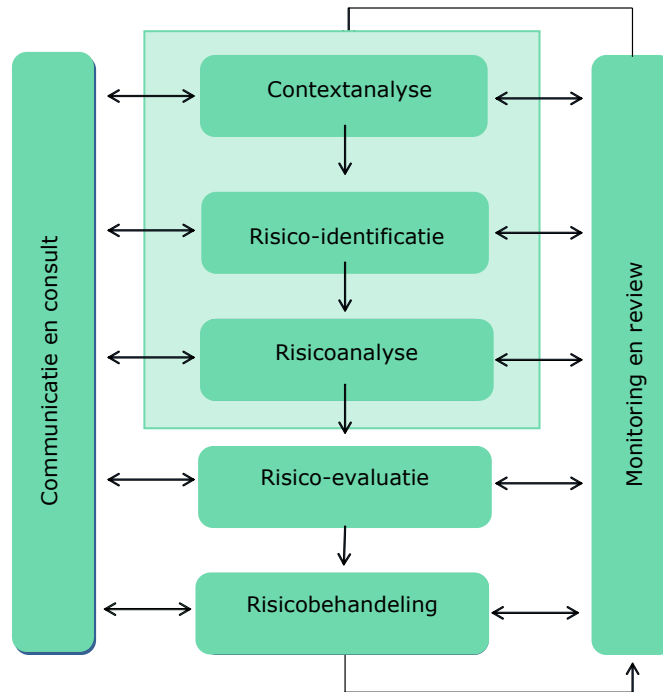 Communicatie en consult
Contextanalyse
Risico-identificatie
Risicoanalyse
Risico-evaluatie
Risicobehandeling
Monitoring en review